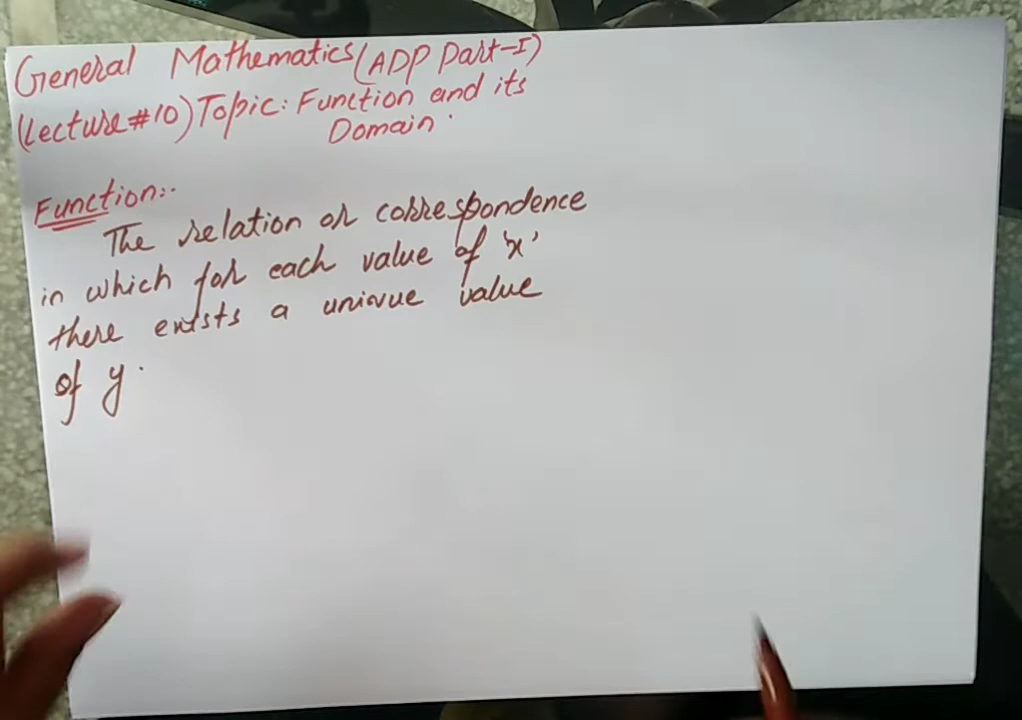 General Mathematics (ADP Part-I)
(Lecture #10) Topic: Function and its
Domain.
Function:-
The relation or correspondence
in which for each value of 'x'
there exists a unique value
of y.